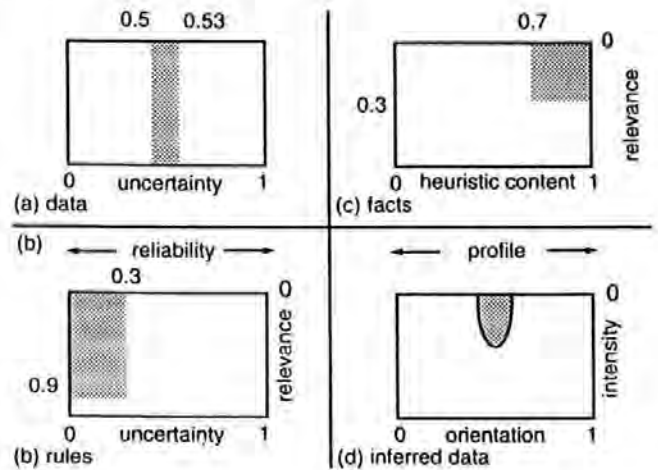 0.5 0.53
0 uncertainty 1
(a) data
0.7
0
0.3
relevance
0 heuristic content 1
(c) facts
(b) reliability
0.3
0
relevance
0.9
0 uncertainty 1
(b) rules
profile
0
intensity
0 orientation 1
(d) inferred data